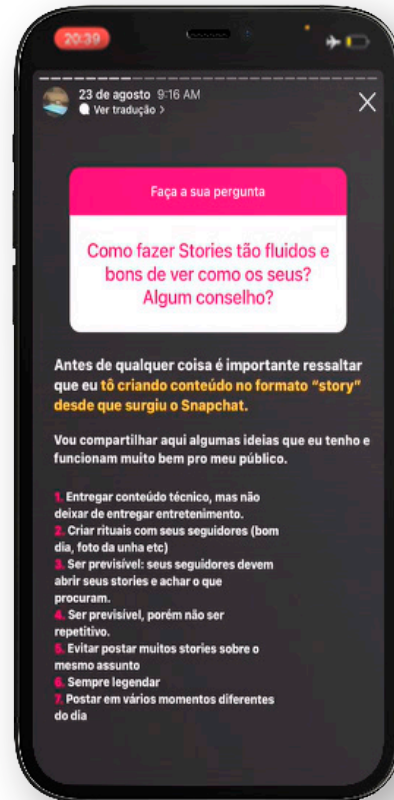 20:39
23 de agosto 9:16 AM
Ver tradução >
Faça a sua pergunta
Como fazer Stories tão fluidos e
bons de ver como os seus?
Algum conselho?
Antes de qualquer coisa é importante ressaltar
que eu tô criando conteúdo no formato “story”
desde que surgiu o Snapchat.
Vou compartilhar aqui algumas ideias que eu tenho e
funcionam muito bem pro meu público.
1. Entregar conteúdo técnico, mas não
deixar de entregar entretenimento.
2. Criar rituais com seus seguidores (bom
dia, foto da unha etc)
3. Ser previsível: seus seguidores devem
abrir seus stories e achar o que
procuram.
4. Ser previsível, porém não ser
repetitivo.
5. Evitar postar muitos stories sobre o
mesmo assunto
6. Sempre legendar
7. Postar em vários momentos diferentes
do dia